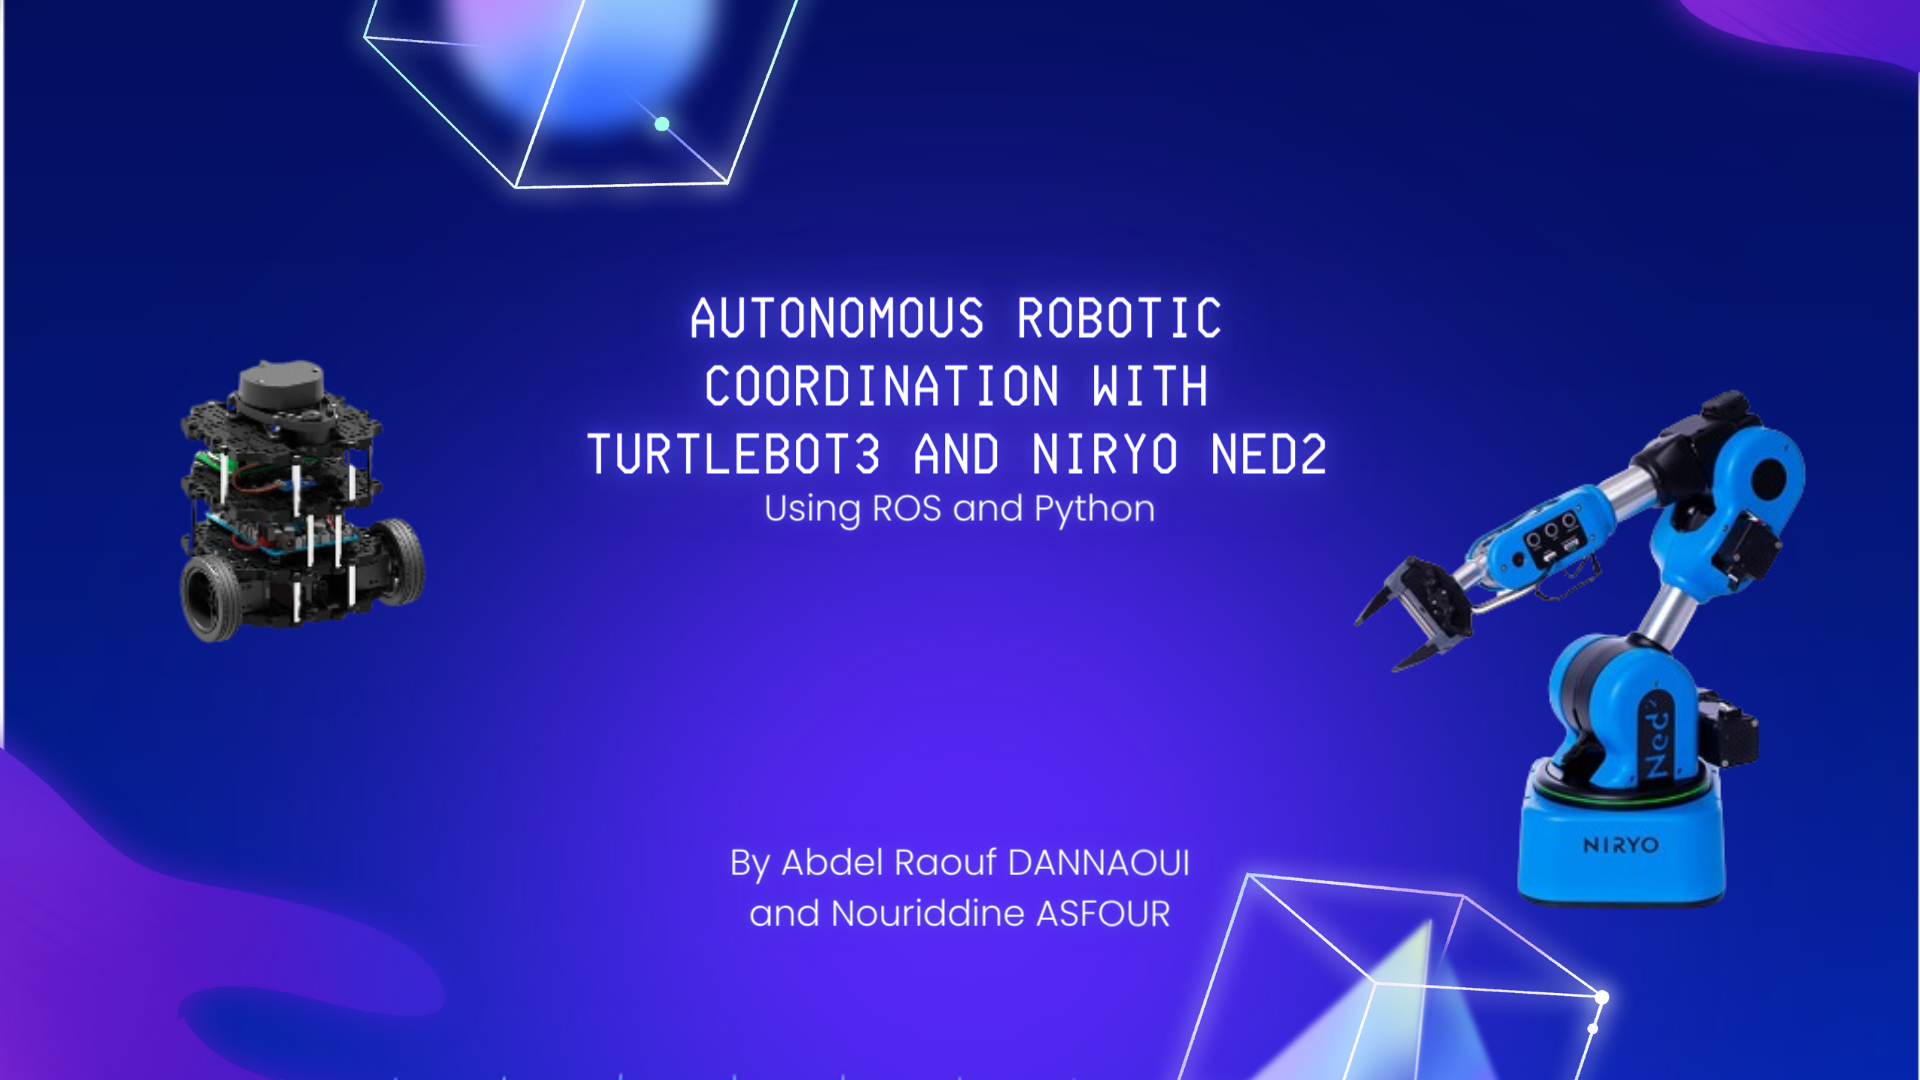 AUTONOMOUS ROBOTIC
COORDINATION WITH
TURTLEBOT3 AND NIRYO NED2
Using ROS and Python
Ned2
NIRYO
By Abdel Raouf DANNAOUI
and Nouriddine ASFOUR